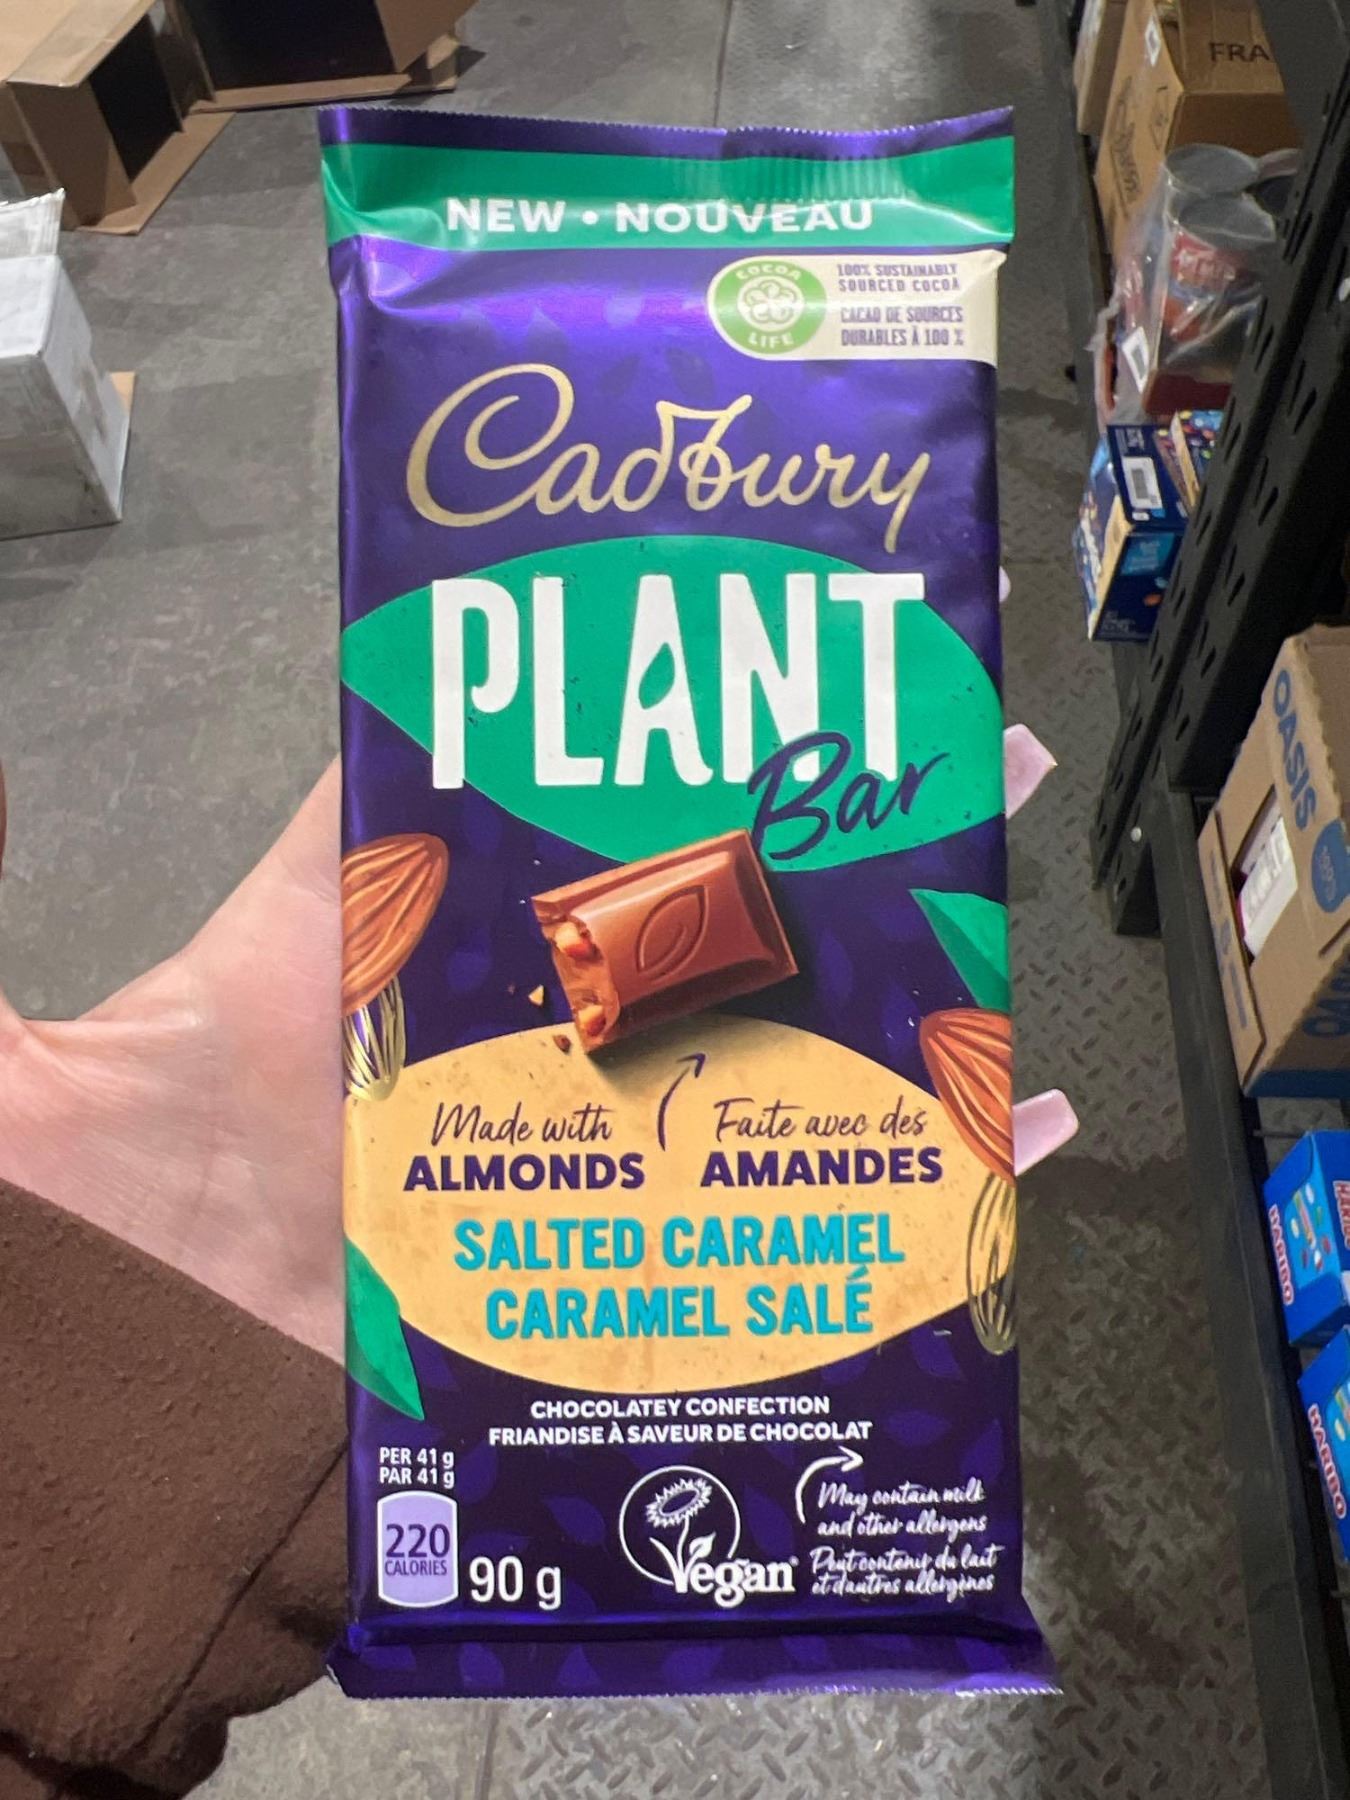 NEW • NOUVEAU
COCOA
LIFE
100% SUSTAINABLY
SOURCED COCOA
CACAO DE SOURCES
DURABLES À 100 %
Cadbury
PLANT
Bar
Made with
ALMONDS
Faite avec des
AMANDES
SALTED CARAMEL
CARAMEL SALÉ
CHOCOLATEY CONFECTION
FRIANDISE À SAVEUR DE CHOCOLAT
PER 41 g
PAR 41 g
220
CALORIES
90 g
Vegan
May contain milk
and other allergens
Peut contenir du lait
et d'autres allergènes
FRA
OASIS
HARIBO
HARIBO